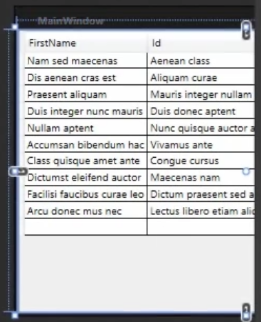 MainWindow
FirstName Id
Nam sed maecenas Aenean class
Dis aenean cras est Aliquam curae
Praesent aliquam Mauris integer nullam
Duis integer nunc mauris Duis donec aptent
Nullam aptent Nunc quisque auctor a
Accumsan bibendum hac Vivamus ante
Class quisque amet ante Congue cursus
Dictumst eleifend auctor Maecenas nam
Facilisi faucibus curae leo Dictum praesent sed a
Arcu donec mus nec Lectus libero etiam alic